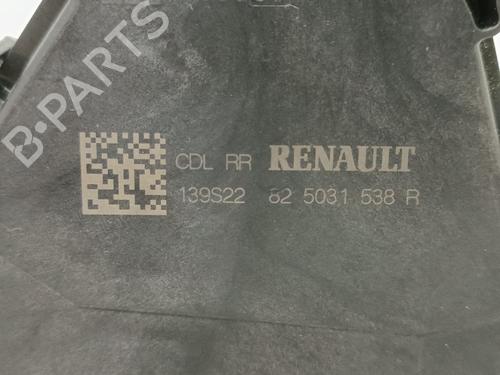 B-PARTS
CDL RR RENAULT
139S22 82 5031 538 R